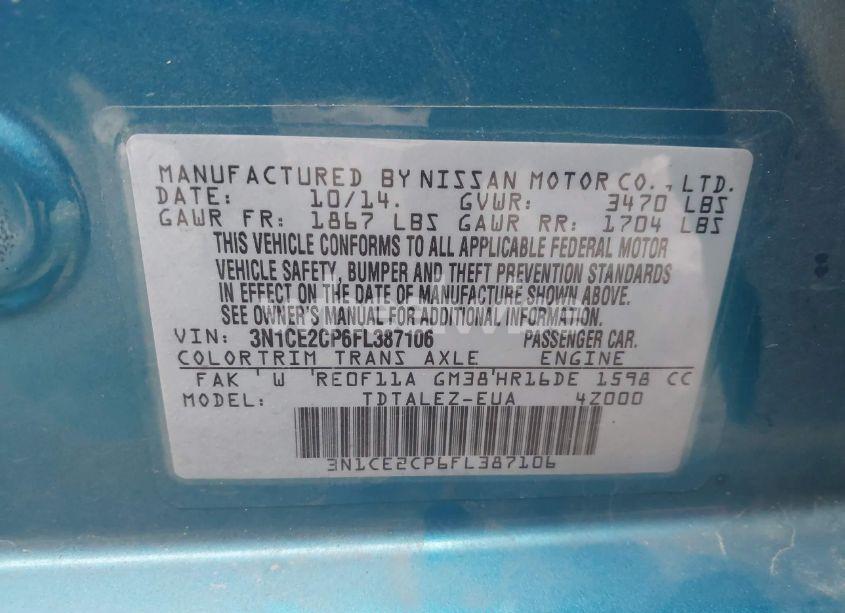 MANUFACTURED BY NISSAN MOTOR CO., LTD.
DATE: 10/14. GVWR: 3470 LBS
GAWR FR: 1867 LBS GAWR RR: 1704 LBS
THIS VEHICLE CONFORMS TO ALL APPLICABLE FEDERAL MOTOR
VEHICLE SAFETY, BUMPER AND THEFT PREVENTION STANDARDS
IN EFFECT ON THE DATE OF MANUFACTURE SHOWN ABOVE.
SEE OWNER'S MANUAL FOR ADDITIONAL INFORMATION.
VIN: 3N1CE2CP6FL387106 PASSENGER CAR.
COLOR TRIM TRANS AXLE ENGINE
FAK 'W 'RE0F11A GM38'HR16DE 1598 CC
MODEL: TDTALEZ-EUA 4Z000
3N1CE2CP6FL387106